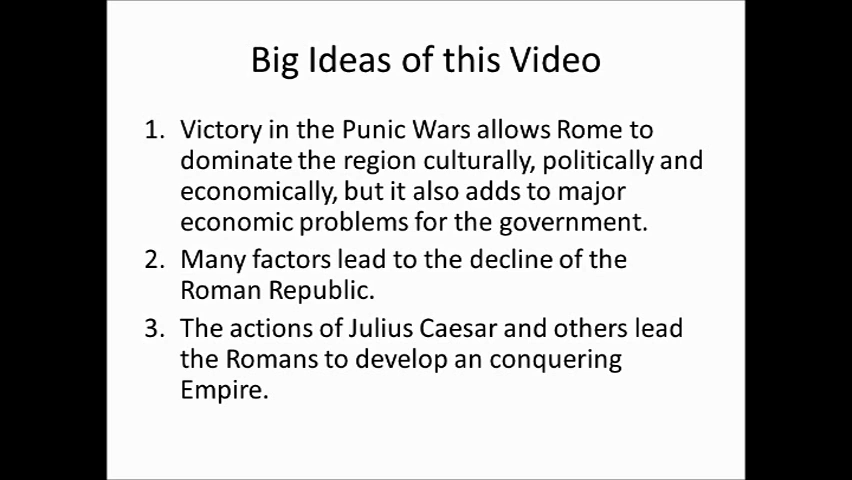 Big Ideas of this Video
1. Victory in the Punic Wars allows Rome to
dominate the region culturally, politically and
economically, but it also adds to major
economic problems for the government.
2. Many factors lead to the decline of the
Roman Republic.
3. The actions of Julius Caesar and others lead
the Romans to develop an conquering
Empire.